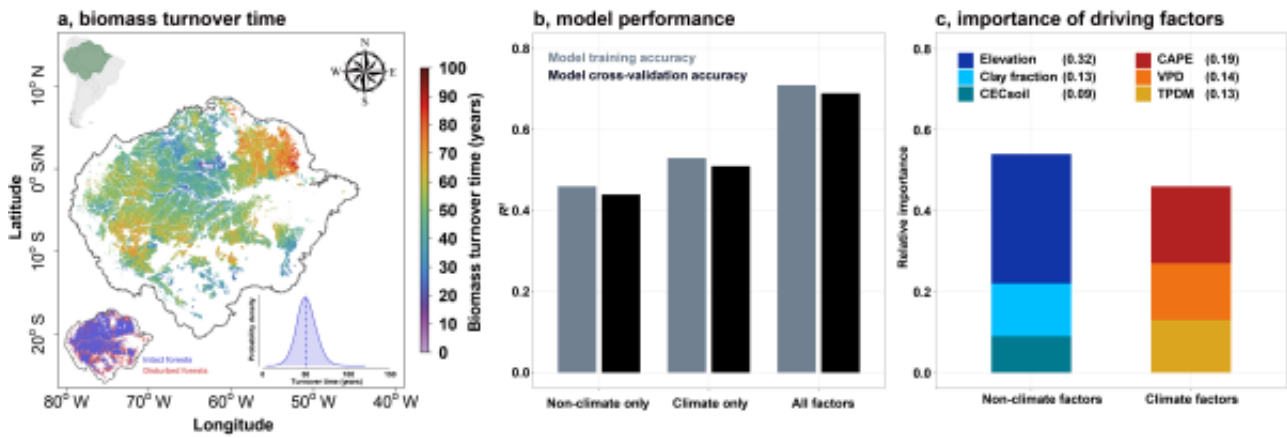 a, biomass turnover time
N
W
E
S
10° N
0° S/N
10° S
20° S
Latitude
80° W
70° W
60° W
50° W
40° W
Longitude
Intact forests
Disturbed forests
Probability density
0
50
100
150
Turnover time (years)
100
90
80
70
60
50
40
30
20
10
0
Biomass turnover time (years)
b, model performance
Model training accuracy
Model cross-validation accuracy
0.8
0.6
0.4
0.2
0.0
R²
Non-climate only
Climate only
All factors
c, importance of driving factors
Elevation (0.32)
Clay fraction (0.13)
CECsoil (0.09)
CAPE (0.19)
VPD (0.14)
TPDM (0.13)
0.8
0.6
0.4
0.2
0.0
Relative importance
Non-climate factors
Climate factors